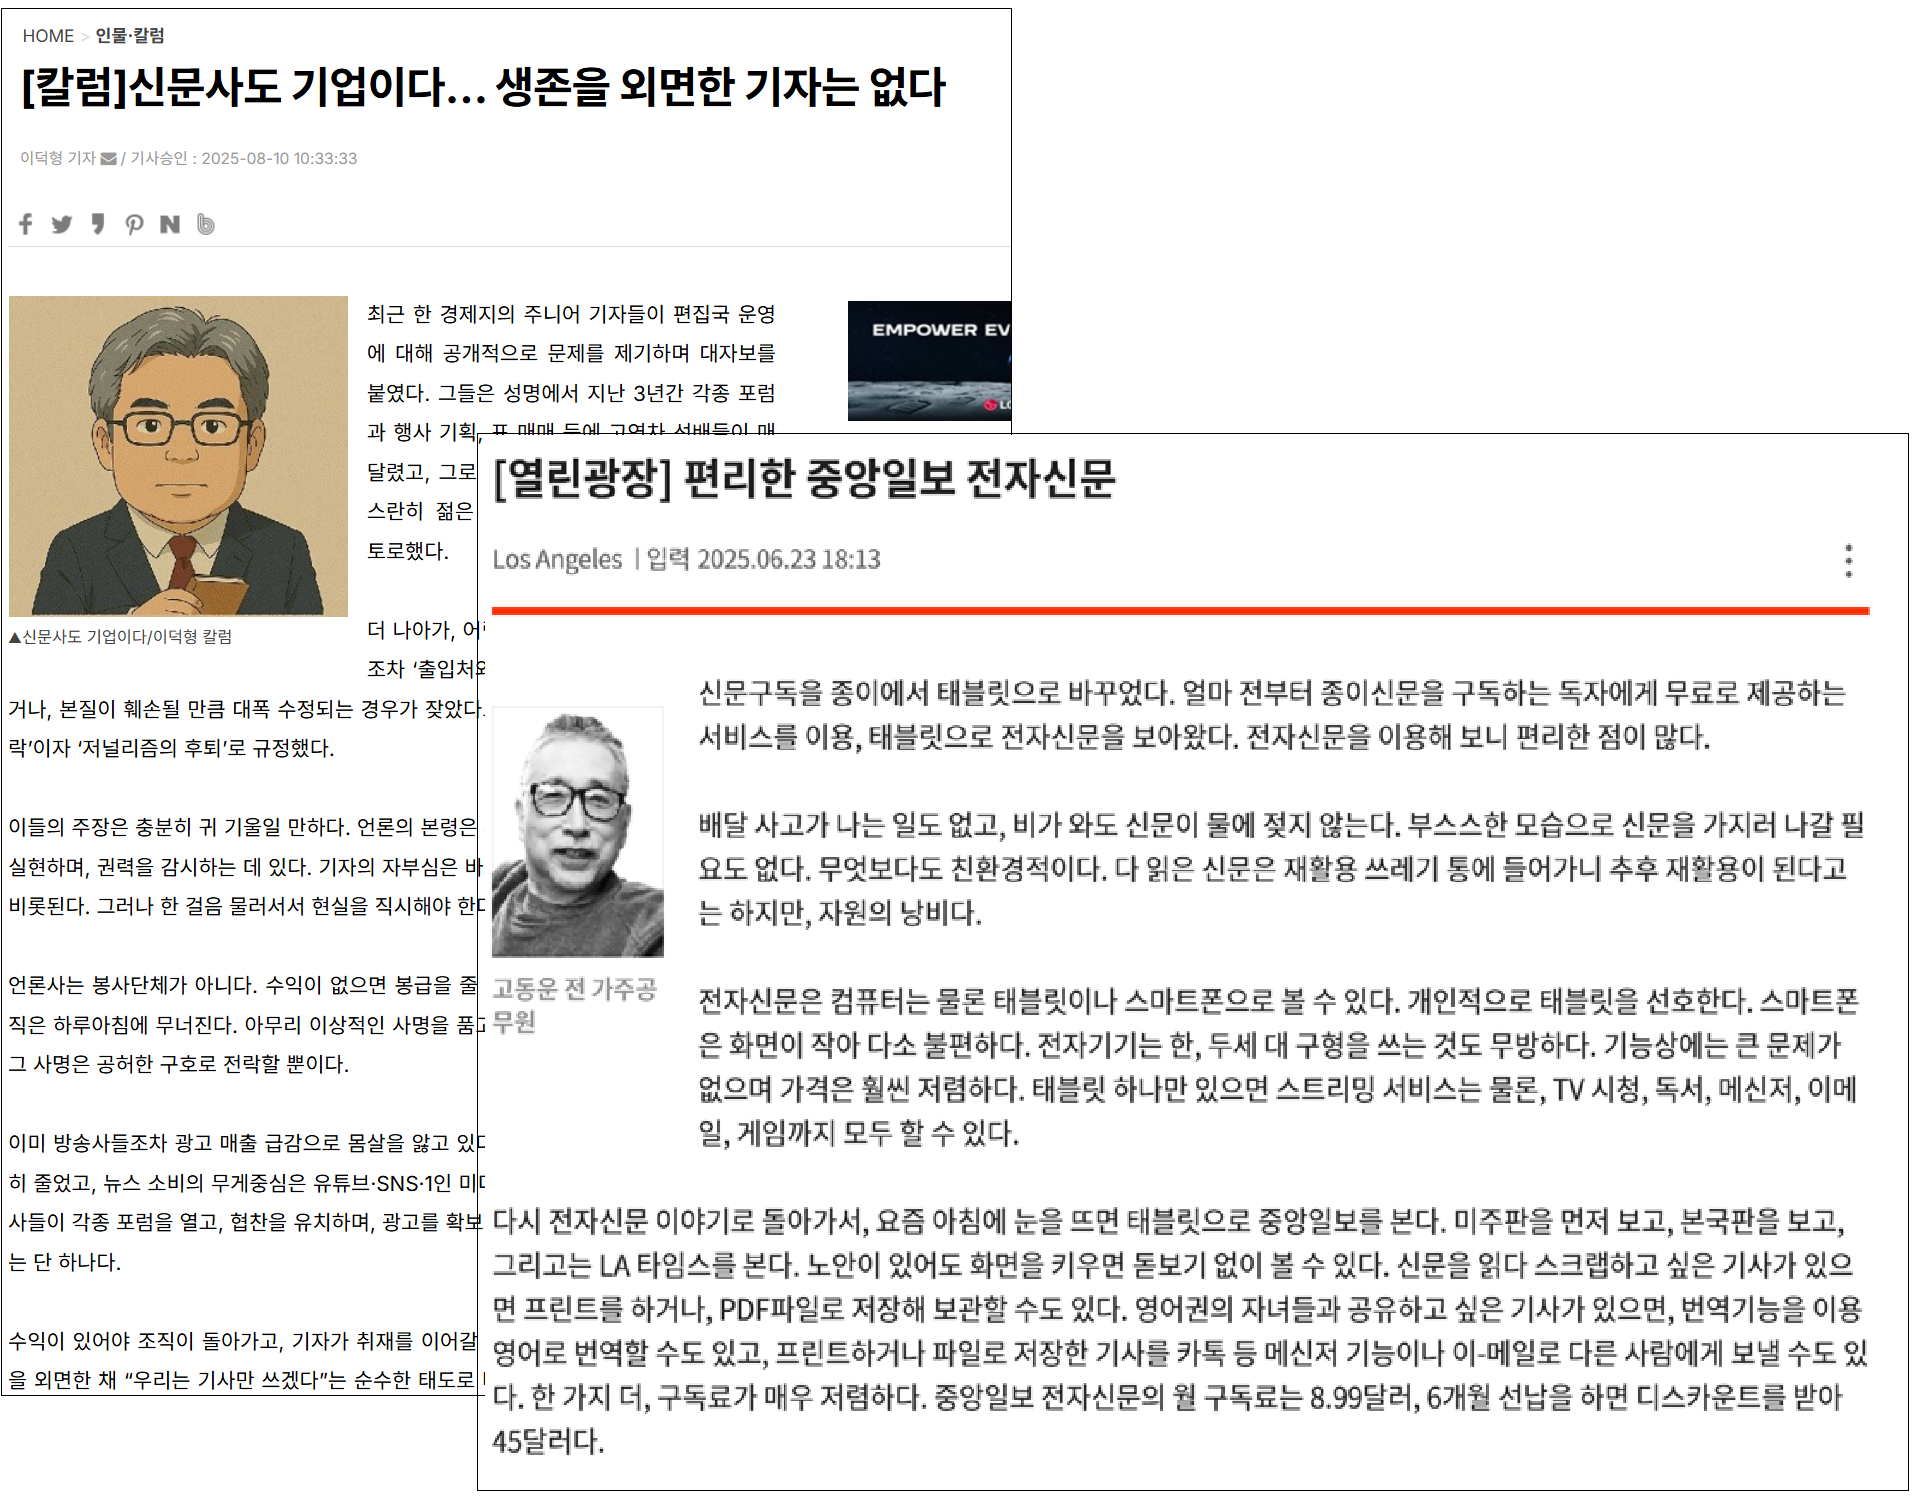 HOME > 인물·칼럼
[칼럼]신문사도 기업이다... 생존을 외면한 기자는 없다
이덕형 기자 / 기사승인 : 2025-08-10 10:33:33
최근 한 경제지의 주니어 기자들이 편집국 운영
에 대해 공개적으로 문제를 제기하며 대자보를
붙였다. 그들은 성명에서 지난 3년간 각종 포럼
과 행사 기획, 표 매매 등에 고연차 선배들이 매
달렸고, 그로
스란히 젊은
토로했다.
EMPOWER EV
▲신문사도 기업이다/이덕형 칼럼
더 나아가,
조차 ‘출입처와
거나, 본질이 훼손될 만큼 대폭 수정되는 경우가 잦았다.
락’이자 ‘저널리즘의 후퇴’로 규정했다.
이들의 주장은 충분히 귀 기울일 만하다. 언론의 본령은
실현하며, 권력을 감시하는 데 있다. 기자의 자부심은 바
비롯된다. 그러나 한 걸음 물러서서 현실을 직시해야 한다
언론사는 봉사단체가 아니다. 수익이 없으면 봉급을 줄
직은 하루아침에 무너진다. 아무리 이상적인 사명을 품고
그 사명은 공허한 구호로 전락할 뿐이다.
이미 방송사들조차 광고 매출 급감으로 몸살을 앓고 있다
히 줄었고, 뉴스 소비의 무게중심은 유튜브·SNS·1인 미디
사들이 각종 포럼을 열고, 협찬을 유치하며, 광고를 확보
는 단 하나다.
수익이 있어야 조직이 돌아가고, 기자가 취재를 이어갈
을 외면한 채 “우리는 기사만 쓰겠다”는 순수한 태도로
[열린광장] 편리한 중앙일보 전자신문
Los Angeles | 입력 2025.06.23 18:13
신문구독을 종이에서 태블릿으로 바꾸었다. 얼마 전부터 종이신문을 구독하는 독자에게 무료로 제공하는
서비스를 이용, 태블릿으로 전자신문을 보아왔다. 전자신문을 이용해 보니 편리한 점이 많다.
배달 사고가 나는 일도 없고, 비가 와도 신문이 물에 젖지 않는다. 부스스한 모습으로 신문을 가지러 나갈 필
요도 없다. 무엇보다도 친환경적이다. 다 읽은 신문은 재활용 쓰레기 통에 들어가니 추후 재활용이 된다고
는 하지만, 자원의 낭비다.
고동운 전 가주공
무원
전자신문은 컴퓨터는 물론 태블릿이나 스마트폰으로 볼 수 있다. 개인적으로 태블릿을 선호한다. 스마트폰
은 화면이 작아 다소 불편하다. 전자기기는 한, 두세 대 구형을 쓰는 것도 무방하다. 기능상에는 큰 문제가
없으며 가격은 훨씬 저렴하다. 태블릿 하나만 있으면 스트리밍 서비스는 물론, TV 시청, 독서, 메신저, 이메
일, 게임까지 모두 할 수 있다.
다시 전자신문 이야기로 돌아가서, 요즘 아침에 눈을 뜨면 태블릿으로 중앙일보를 본다. 미주판을 먼저 보고, 본국판을 보고,
그리고는 LA 타임스를 본다. 노안이 있어도 화면을 키우면 돋보기 없이 볼 수 있다. 신문을 읽다 스크랩하고 싶은 기사가 있으
면 프린트를 하거나, PDF파일로 저장해 보관할 수도 있다. 영어권의 자녀들과 공유하고 싶은 기사가 있으면, 번역기능을 이용
영어로 번역할 수도 있고, 프린트하거나 파일로 저장한 기사를 카톡 등 메신저 기능이나 이-메일로 다른 사람에게 보낼 수도 있
다. 한 가지 더, 구독료가 매우 저렴하다. 중앙일보 전자신문의 월 구독료는 8.99달러, 6개월 선납을 하면 디스카운트를 받아
45달러다.